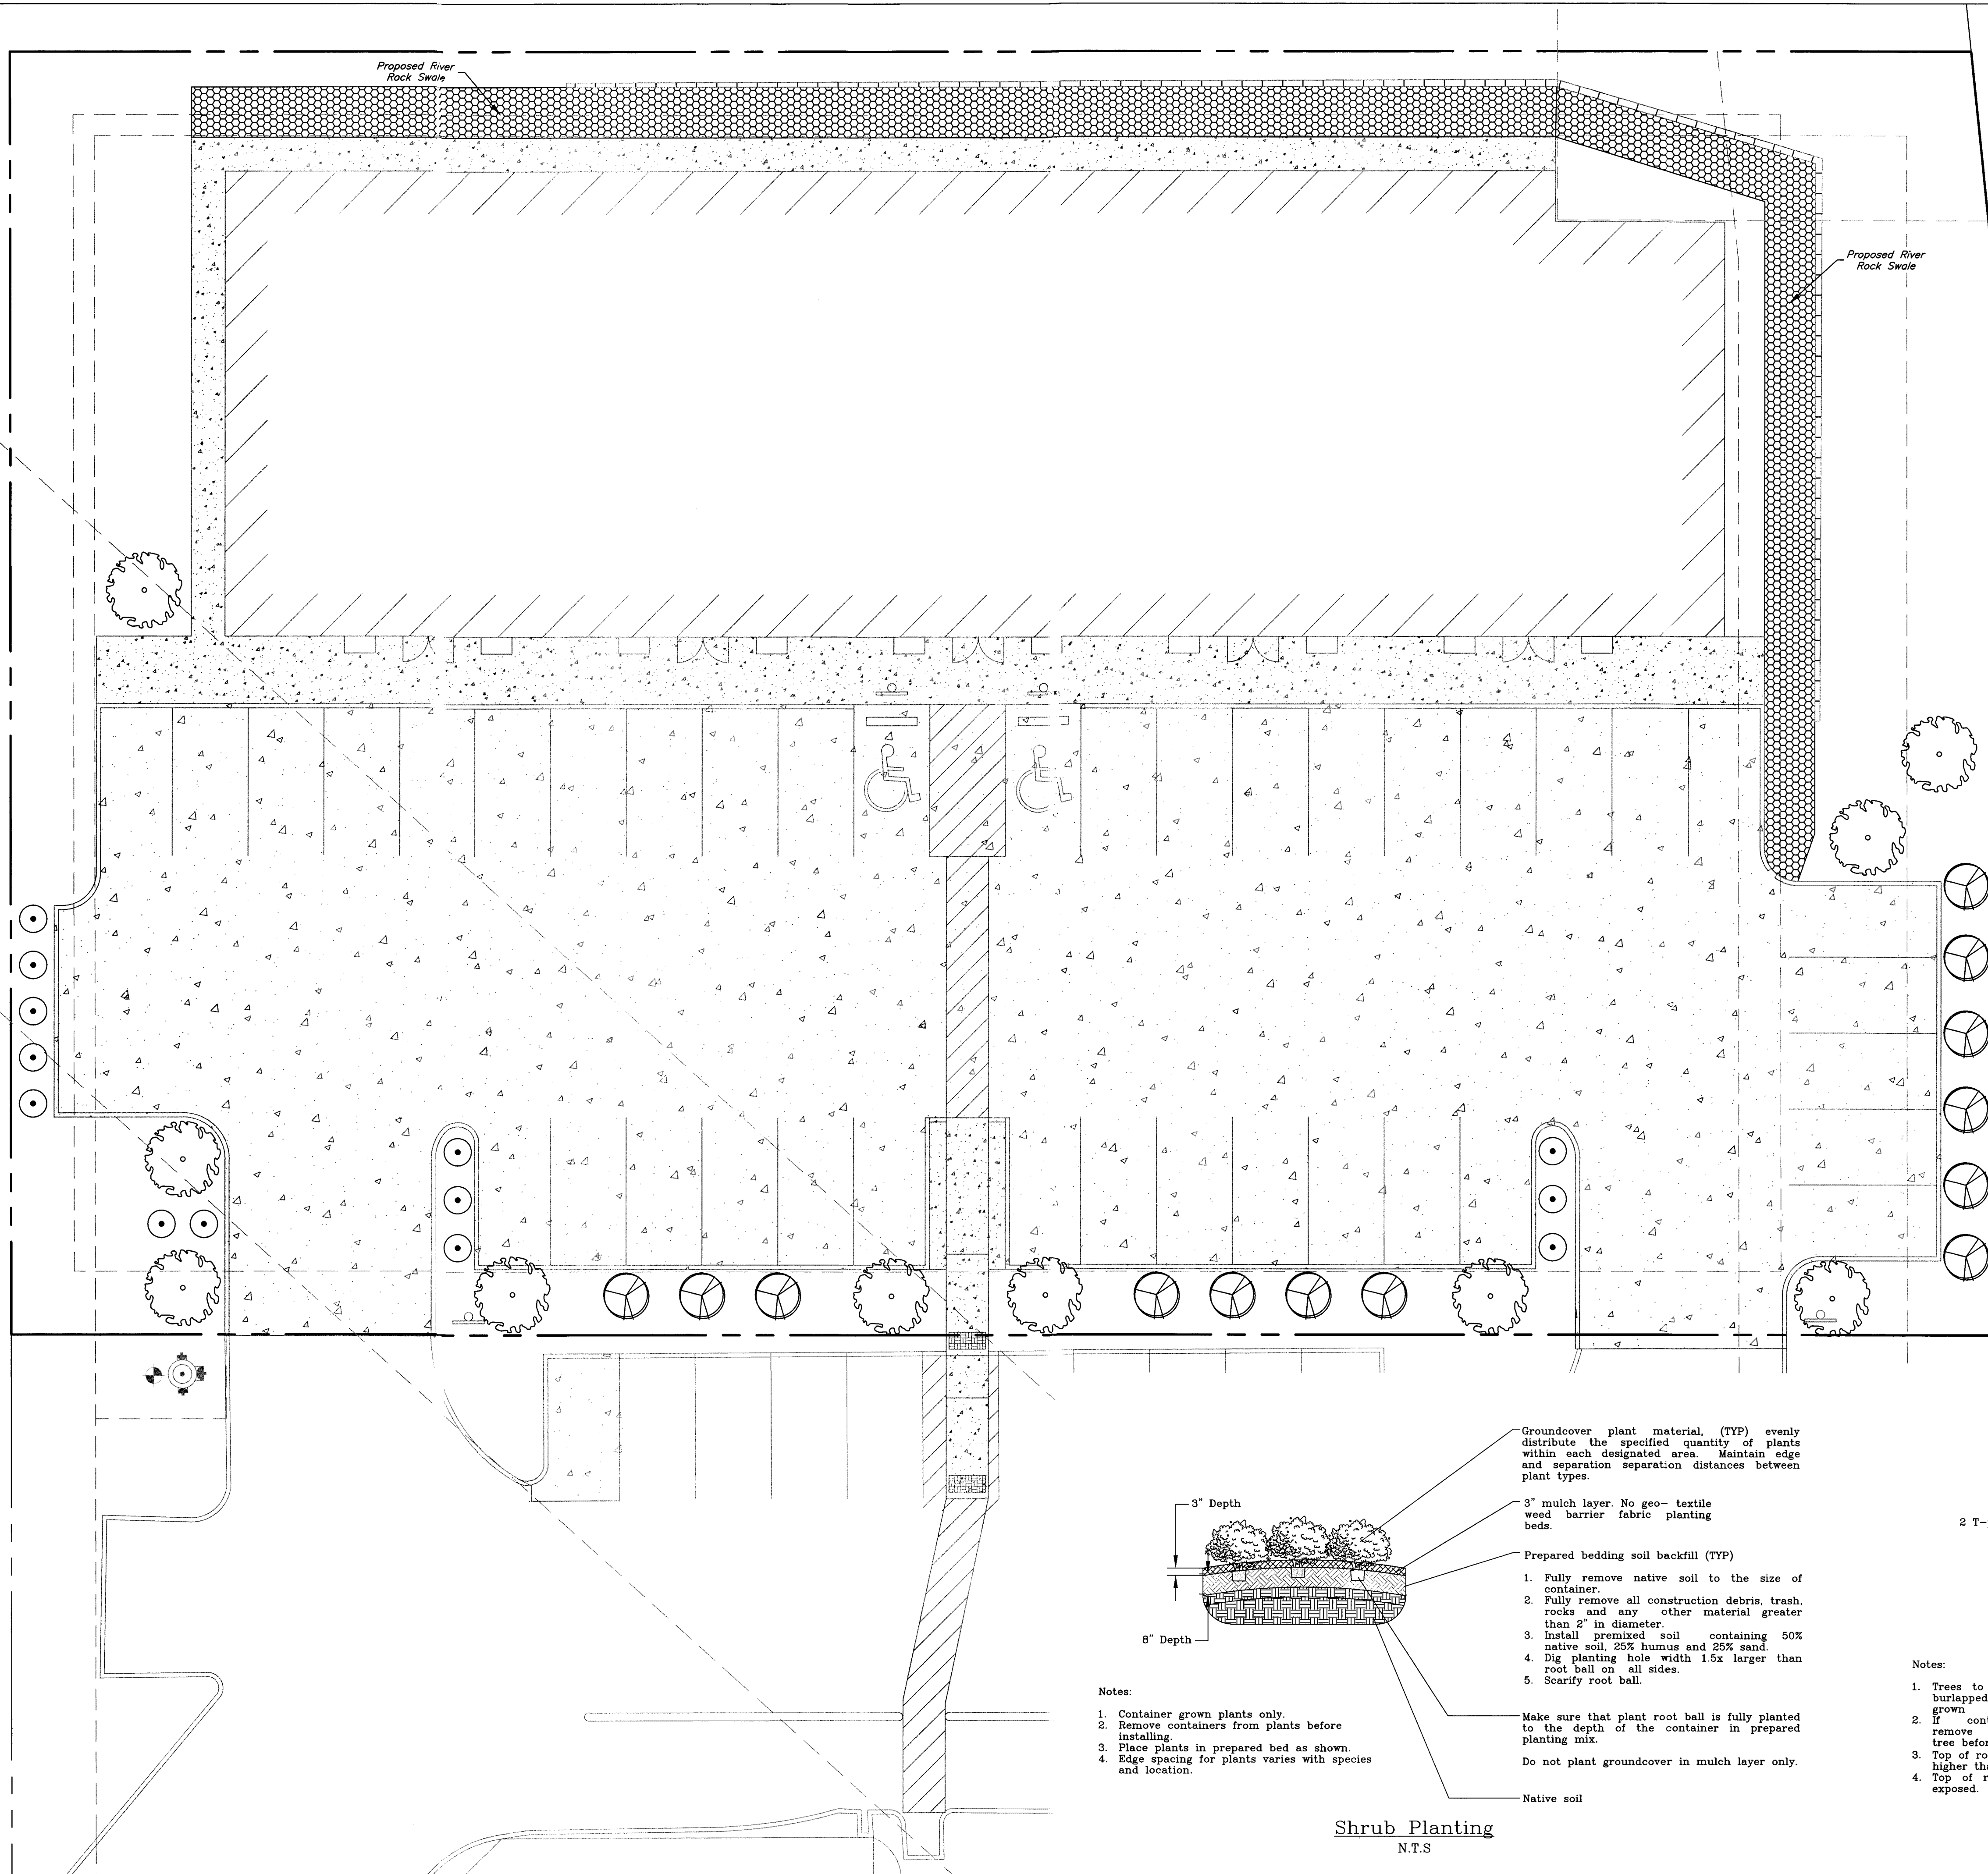 Proposed River
Rock Swale
Proposed River
Rock Swale
Groundcover plant material, (TYP) evenly
distribute the specified quantity of plants
within each designated area. Maintain edge
and separation separation distances between
plant types.
3" Depth
3" mulch layer. No geo- textile
weed barrier fabric planting
beds.
2 T-
Prepared bedding soil backfill (TYP)
1. Fully remove native soil to the size of
container.
2. Fully remove all construction debris, trash,
rocks and any other material greater
than 2" in diameter.
3. Install premixed soil containing 50%
native soil, 25% humus and 25% sand.
4. Dig planting hole width 1.5x larger than
root ball on all sides.
5. Scarify root ball.
8" Depth
Make sure that plant root ball is fully planted
to the depth of the container in prepared
planting mix.
Do not plant groundcover in mulch layer only.
Native soil
Notes:
1. Container grown plants only.
2. Remove containers from plants before
installing.
3. Place plants in prepared bed as shown.
4. Edge spacing for plants varies with species
and location.
Shrub Planting
N.T.S
Notes:
1. Trees to
burlapped
grown
2. If
remove
tree
3. Top of
higher
4. Top of
exposed.